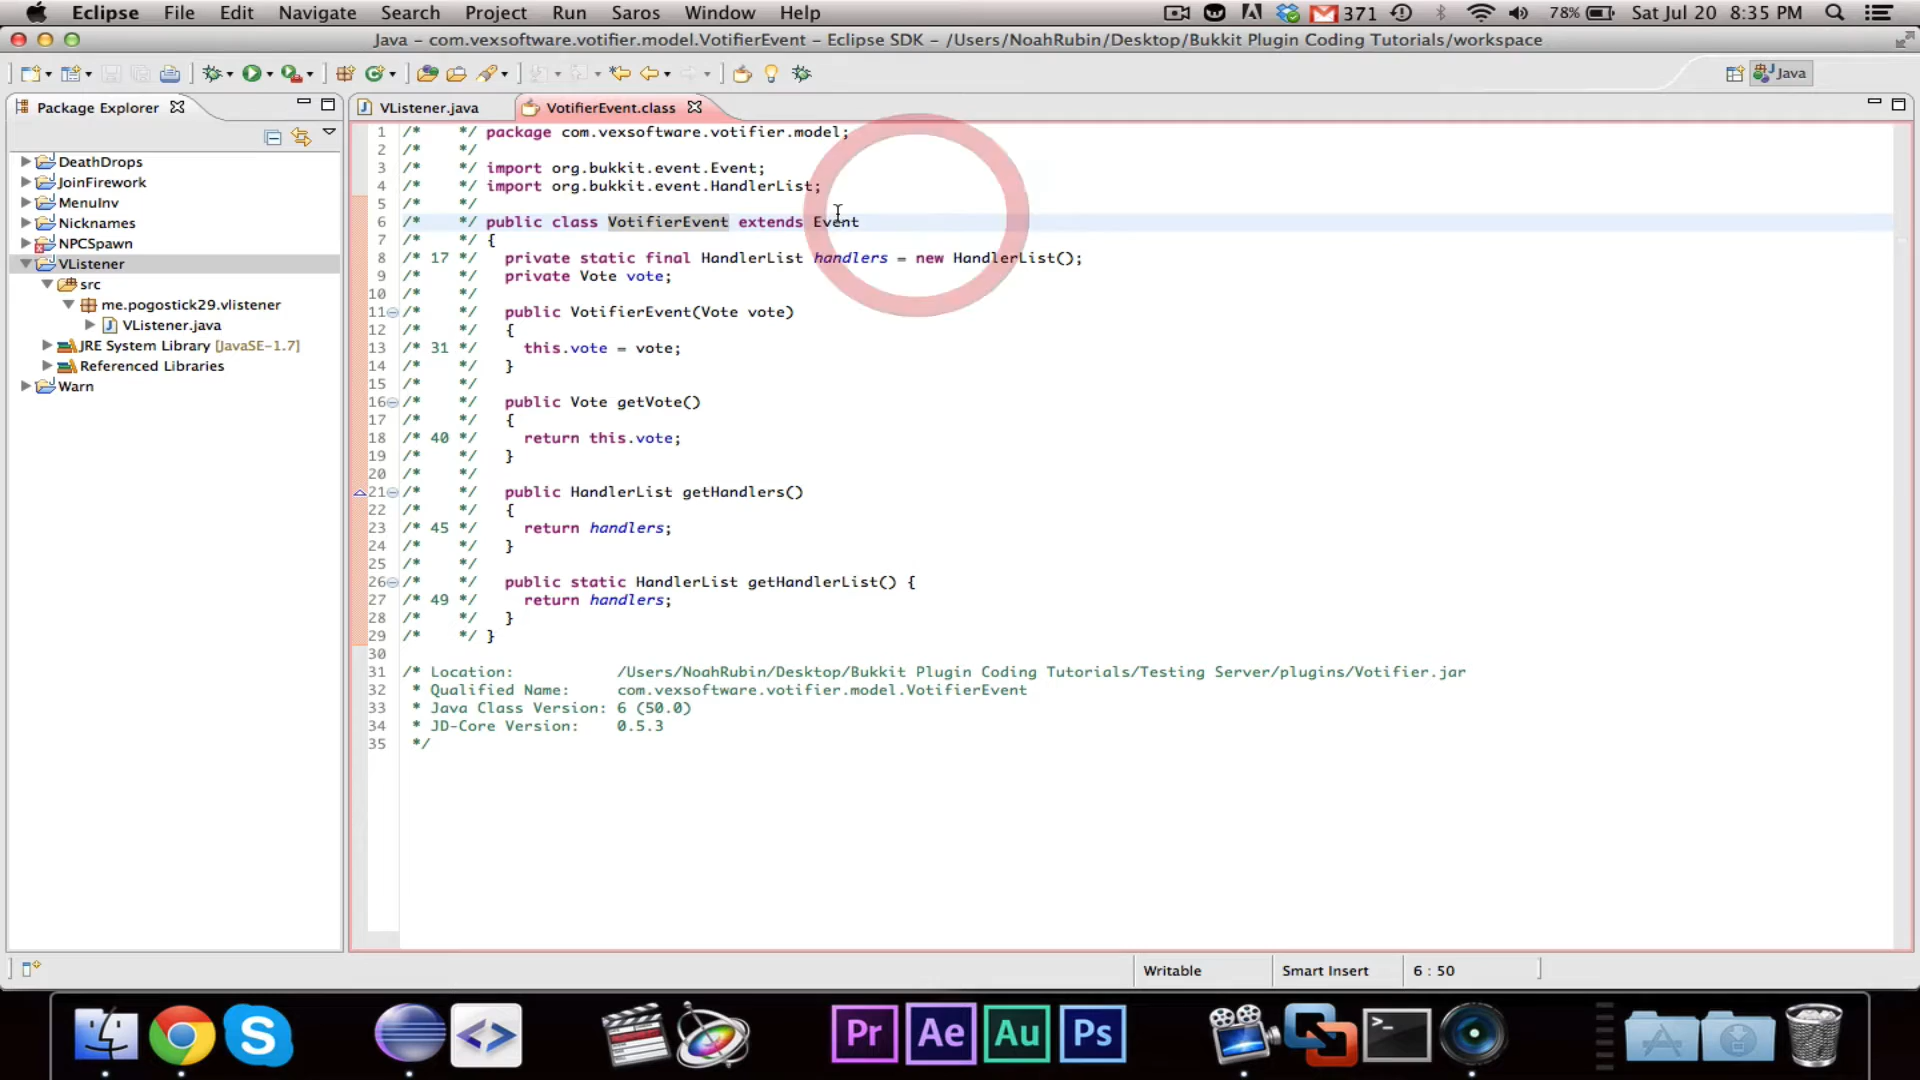 Eclipse File Edit Navigate Search Project Run Saros Window Help 371 78% Sat Jul 20 8:35 PM
Java – com.vexsoftware.votifier.model.VotifierEvent – Eclipse SDK – /Users/NoahRubin/Desktop/Bukkit Plugin Coding Tutorials/workspace
Java
Package Explorer
VListener.java VotifierEvent.class
DeathDrops
JoinFirework
MenuInv
Nicknames
NPCSpawn
VListener
src
me.pogostick29.vlistener
VListener.java
JRE System Library [JavaSE-1.7]
Referenced Libraries
Warn
1 /* */ package com.vexsoftware.votifier.model;
2 /* */
3 /* */ import org.bukkit.event.Event;
4 /* */ import org.bukkit.event.HandlerList;
5 /* */
6 /* */ public class VotifierEvent extends Event
7 /* */ {
8 /* 17 */ private static final HandlerList handlers = new HandlerList();
9 /* */ private Vote vote;
10 /* */
11 /* */ public VotifierEvent(Vote vote)
12 /* */ {
13 /* 31 */ this.vote = vote;
14 /* */ }
15 /* */
16 /* */ public Vote getVote()
17 /* */ {
18 /* 40 */ return this.vote;
19 /* */ }
20 /* */
21 /* */ public HandlerList getHandlers()
22 /* */ {
23 /* 45 */ return handlers;
24 /* */ }
25 /* */
26 /* */ public static HandlerList getHandlerList() {
27 /* 49 */ return handlers;
28 /* */ }
29 /* */ }
30
31 /* Location: /Users/NoahRubin/Desktop/Bukkit Plugin Coding Tutorials/Testing Server/plugins/Votifier.jar
32 * Qualified Name: com.vexsoftware.votifier.model.VotifierEvent
33 * Java Class Version: 6 (50.0)
34 * JD-Core Version: 0.5.3
35 */
Writable Smart Insert 6 : 50
Pr Ae Au Ps